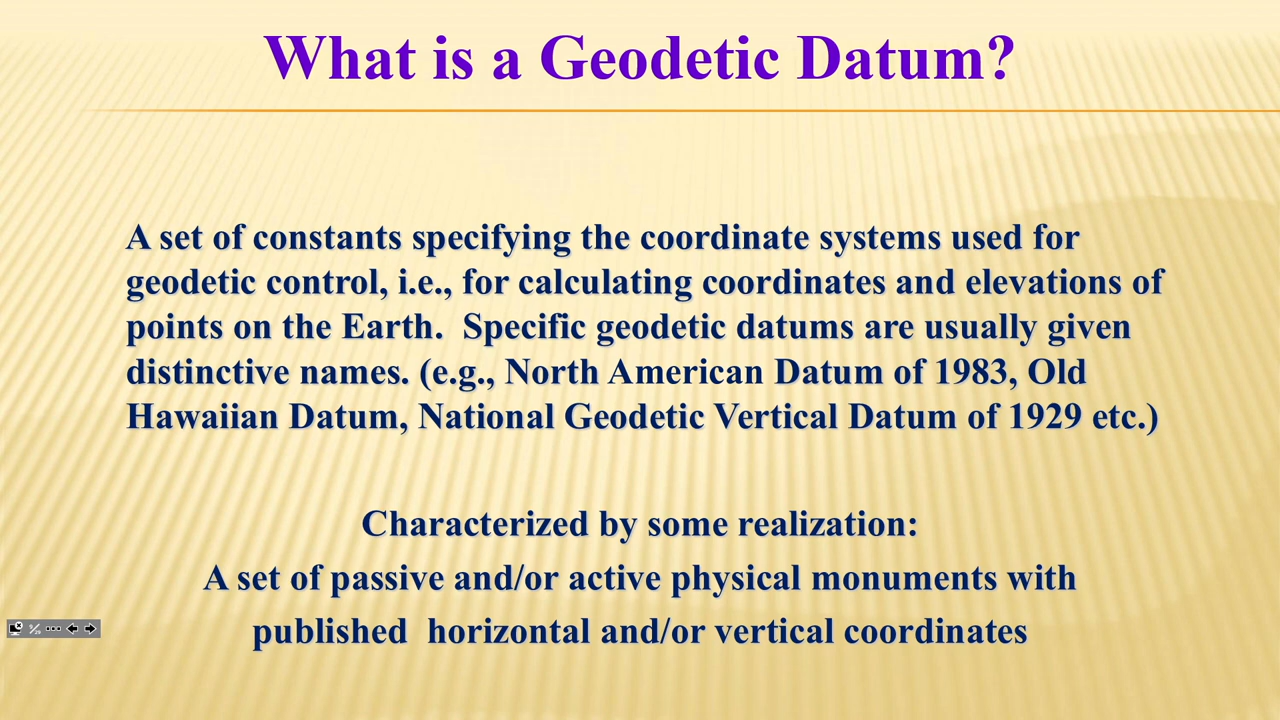 What is a Geodetic Datum?
A set of constants specifying the coordinate systems used for
geodetic control, i.e., for calculating coordinates and elevations of
points on the Earth.  Specific geodetic datums are usually given
distinctive names. (e.g., North American Datum of 1983, Old
Hawaiian Datum, National Geodetic Vertical Datum of 1929 etc.)
Characterized by some realization:
A set of passive and/or active physical monuments with
published  horizontal and/or vertical coordinates